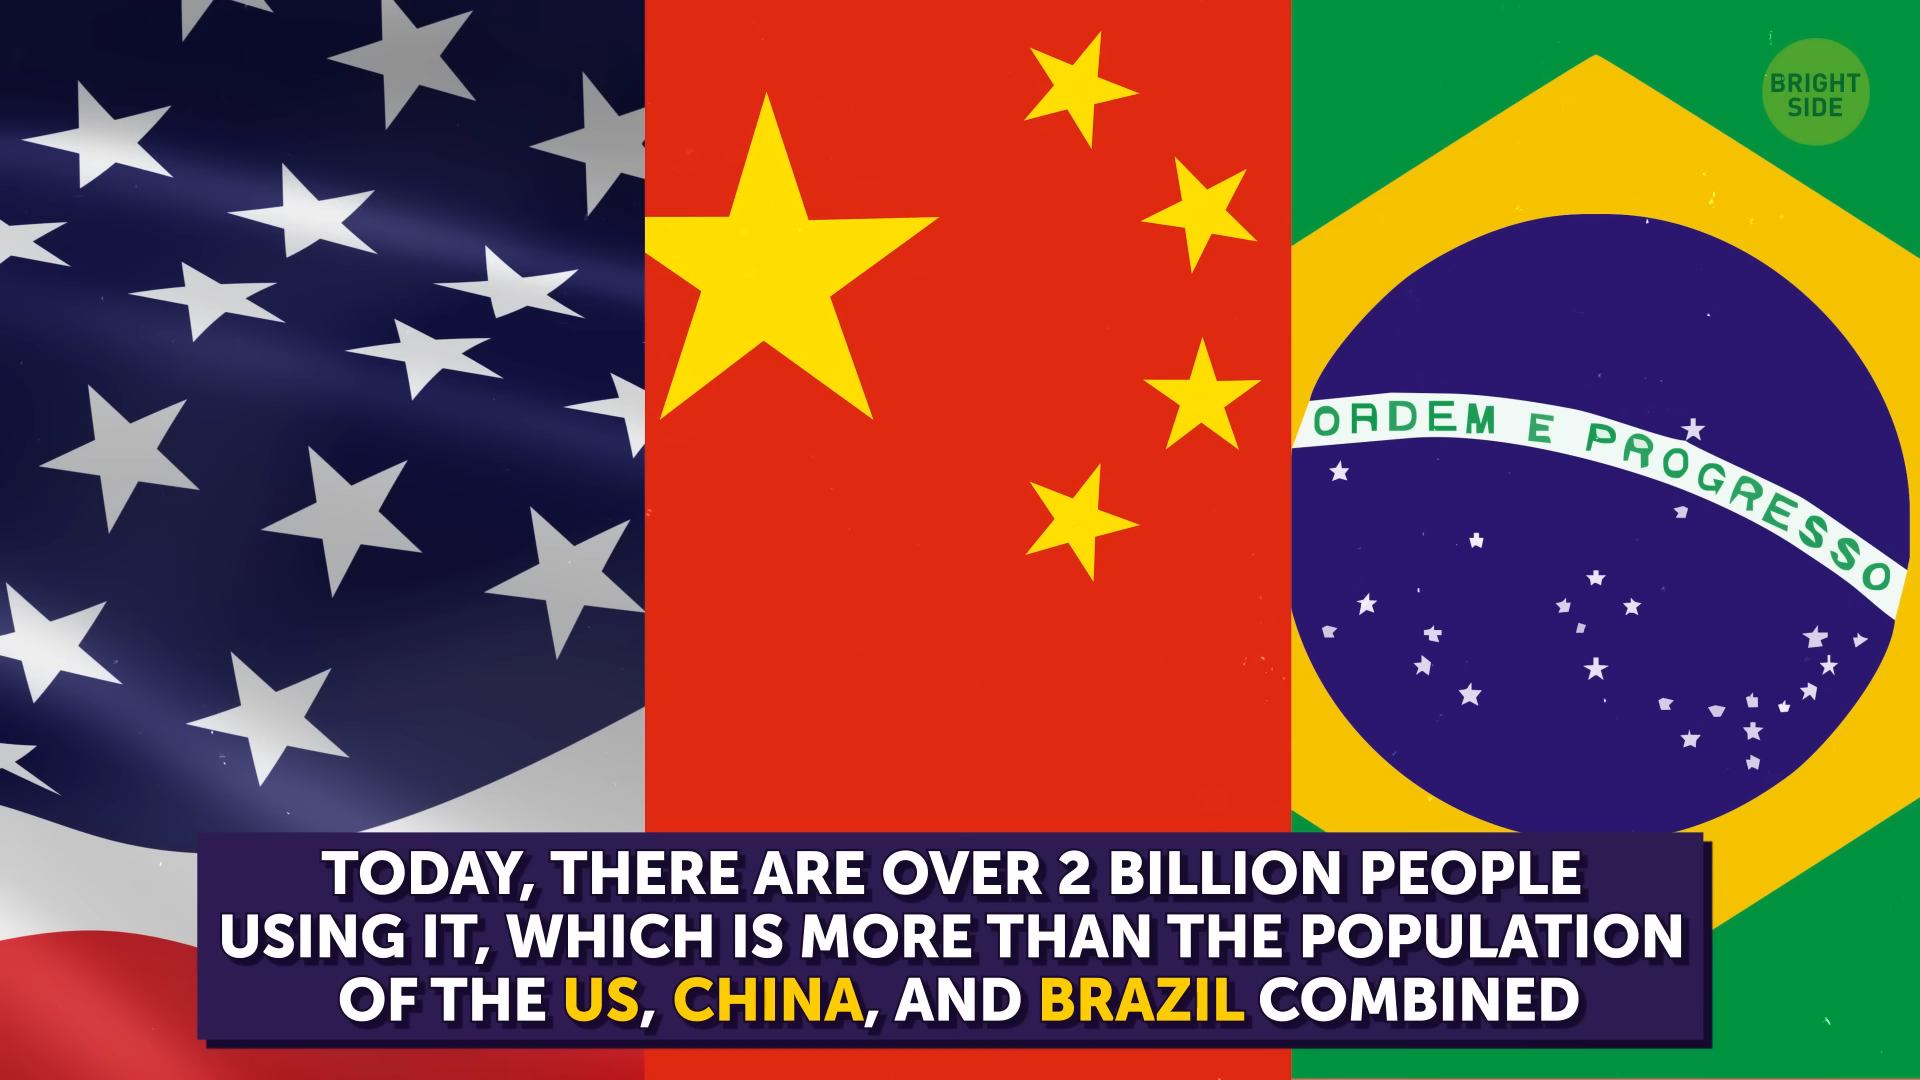 BRIGHT
SIDE
ORDEM E PROGRESSO
TODAY, THERE ARE OVER 2 BILLION PEOPLE
USING IT, WHICH IS MORE THAN THE POPULATION
OF THE US, CHINA, AND BRAZIL COMBINED